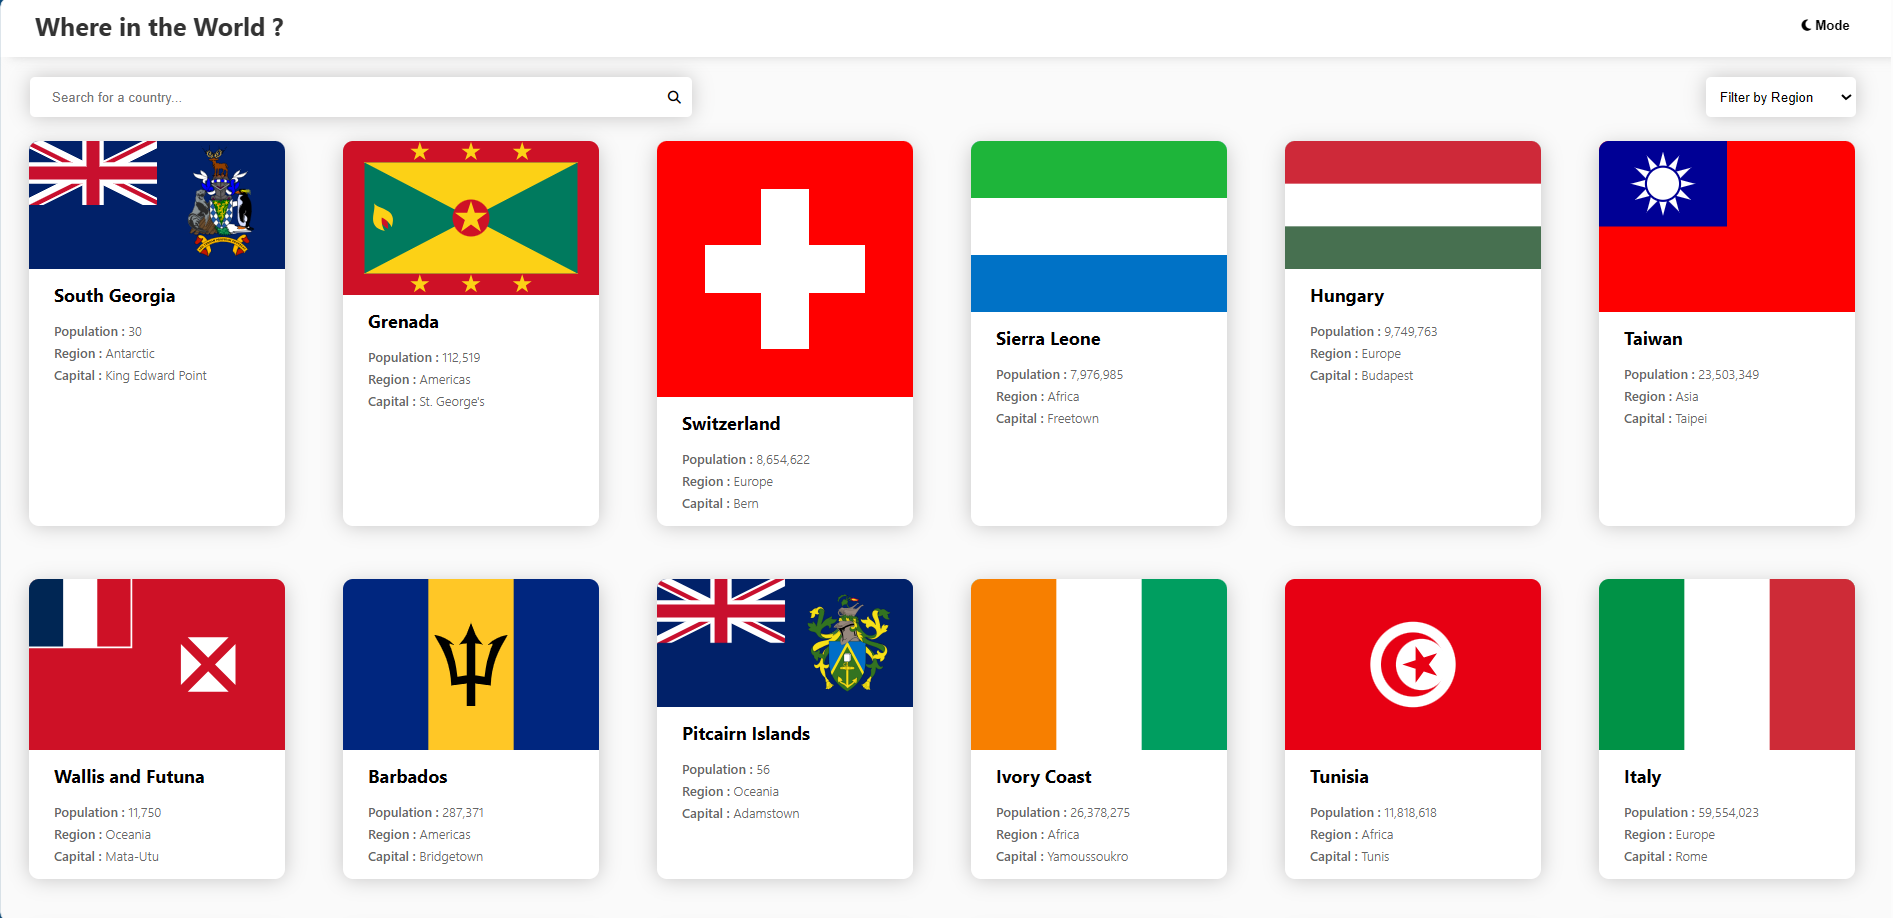 Where in the World ?
Mode
Search for a country...
Filter by Region
South Georgia
Population : 30
Region : Antarctic
Capital : King Edward Point
Grenada
Population : 112,519
Region : Americas
Capital : St. George's
Switzerland
Population : 8,654,622
Region : Europe
Capital : Bern
Sierra Leone
Population : 7,976,985
Region : Africa
Capital : Freetown
Hungary
Population : 9,749,763
Region : Europe
Capital : Budapest
Taiwan
Population : 23,503,349
Region : Asia
Capital : Taipei
Wallis and Futuna
Population : 11,750
Region : Oceania
Capital : Mata-Utu
Barbados
Population : 287,371
Region : Americas
Capital : Bridgetown
Pitcairn Islands
Population : 56
Region : Oceania
Capital : Adamstown
Ivory Coast
Population : 26,378,275
Region : Africa
Capital : Yamoussoukro
Tunisia
Population : 11,818,618
Region : Africa
Capital : Tunis
Italy
Population : 59,554,023
Region : Europe
Capital : Rome